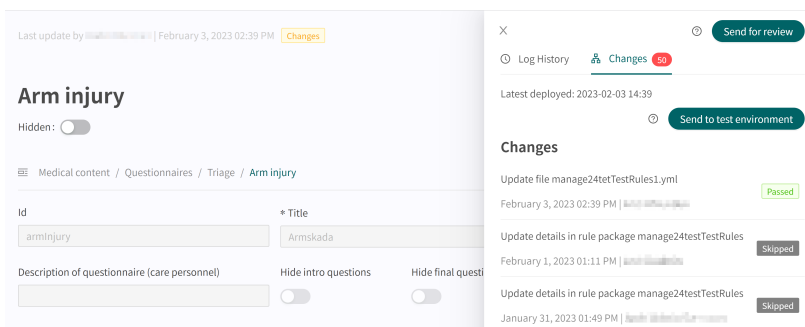 Last update by | February 3, 2023 02:39 PM Changes
Arm injury
Hidden:
Medical content / Questionnaires / Triage / Arm injury
Id
armInjury
* Title
Armskada
Description of questionnaire (care personnel)
Hide intro questions
Hide final questi
Send for review
Log History
Changes 50
Latest deployed: 2023-02-03 14:39
Send to test environment
Changes
Update file manage24tetTestRules1.yml
February 3, 2023 02:39 PM |
Passed
Update details in rule package manage24testTestRules
February 1, 2023 01:11 PM |
Skipped
Update details in rule package manage24testTestRules
January 31, 2023 01:49 PM |
Skipped